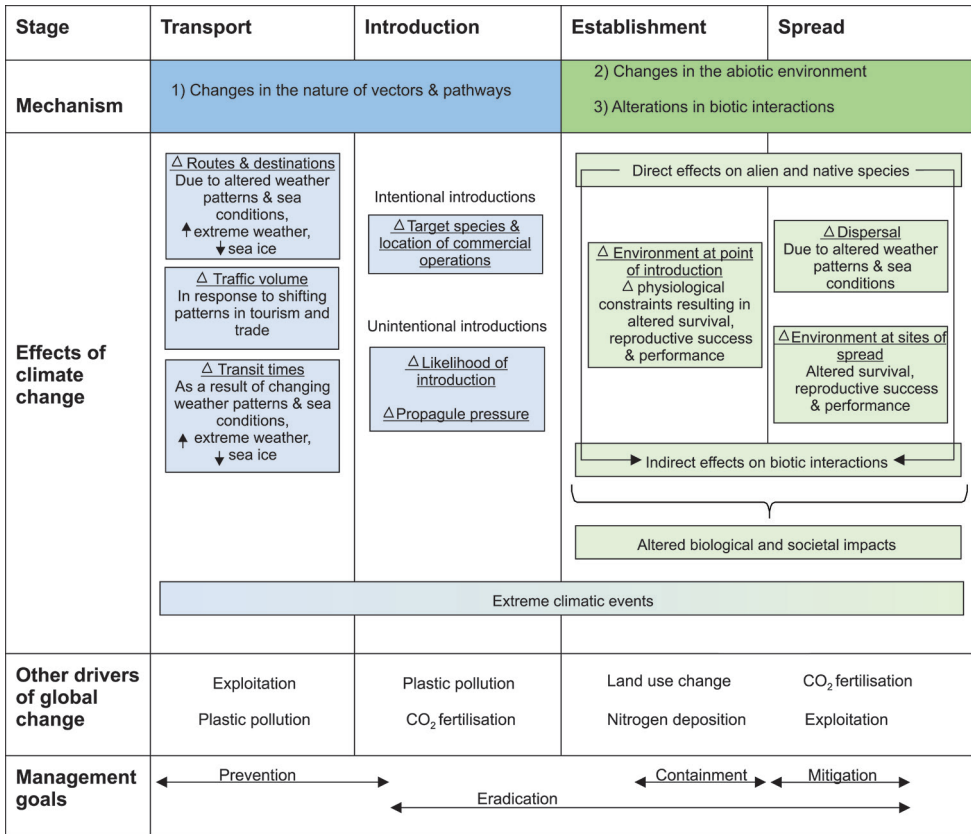 Stage
Transport
Introduction
Establishment
Spread
Mechanism
1) Changes in the nature of vectors & pathways
2) Changes in the abiotic environment
3) Alterations in biotic interactions
Effects of
climate
change
△ Routes & destinations
Due to altered weather
patterns & sea
conditions,
↑ extreme weather,
↓ sea ice
△ Traffic volume
In response to shifting
patterns in tourism and
trade
△ Transit times
As a result of changing
weather patterns & sea
conditions,
↑ extreme weather,
↓ sea ice
Intentional introductions
△ Target species &
location of commercial
operations
Unintentional introductions
△ Likelihood of
introduction
△ Propagule pressure
Direct effects on alien and native species
△ Environment at point
of introduction
△ physiological
constraints resulting in
altered survival,
reproductive success
& performance
△ Dispersal
Due to altered weather
patterns & sea
conditions
△ Environment at sites of
spread
Altered survival,
reproductive success
& performance
Indirect effects on biotic interactions
Altered biological and societal impacts
Extreme climatic events
Other drivers
of global
change
Exploitation
Plastic pollution
Plastic pollution
CO₂ fertilisation
Land use change
Nitrogen deposition
CO₂ fertilisation
Exploitation
Management
goals
Prevention
Containment
Mitigation
Eradication